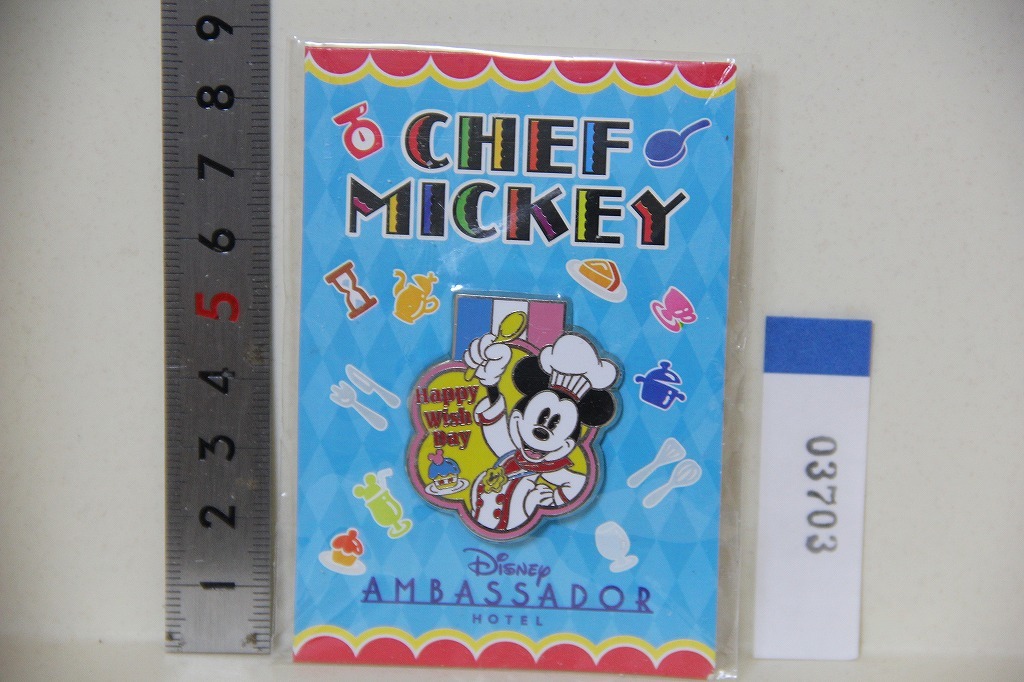 CHEF
MICKEY
Happy
Wish
Day
Disney
AMBASSADOR
HOTEL
9
8
7
6
5
4
3
2
1
03703